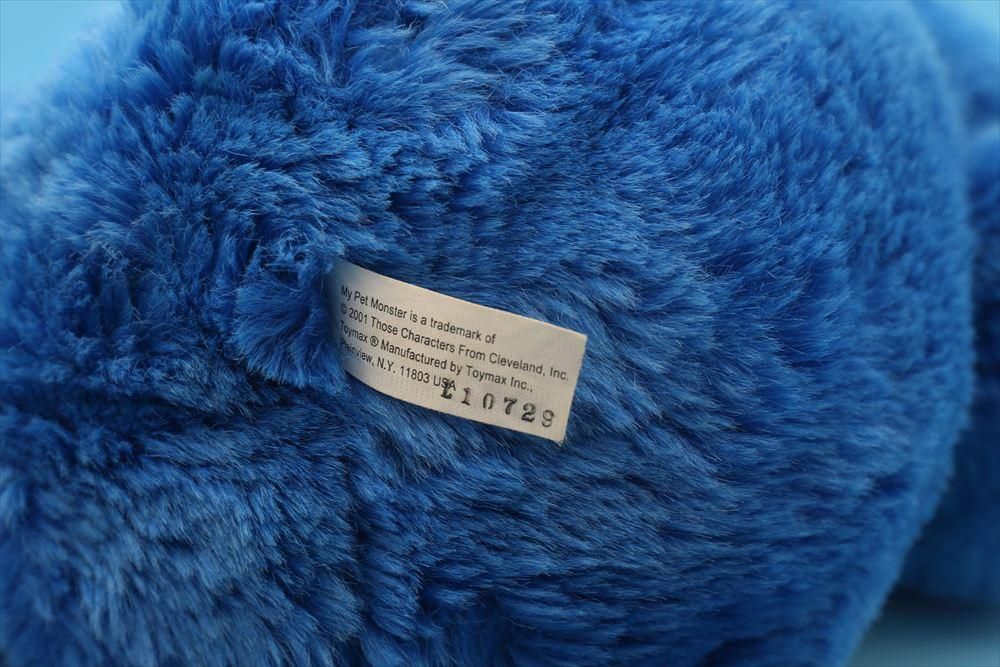 My Pet Monster is a trademark of
© 2001 Those Characters From Cleveland, Inc.
Toymax ® Manufactured by Toymax Inc.,
Plainview, N.Y. 11803 USA
L10729